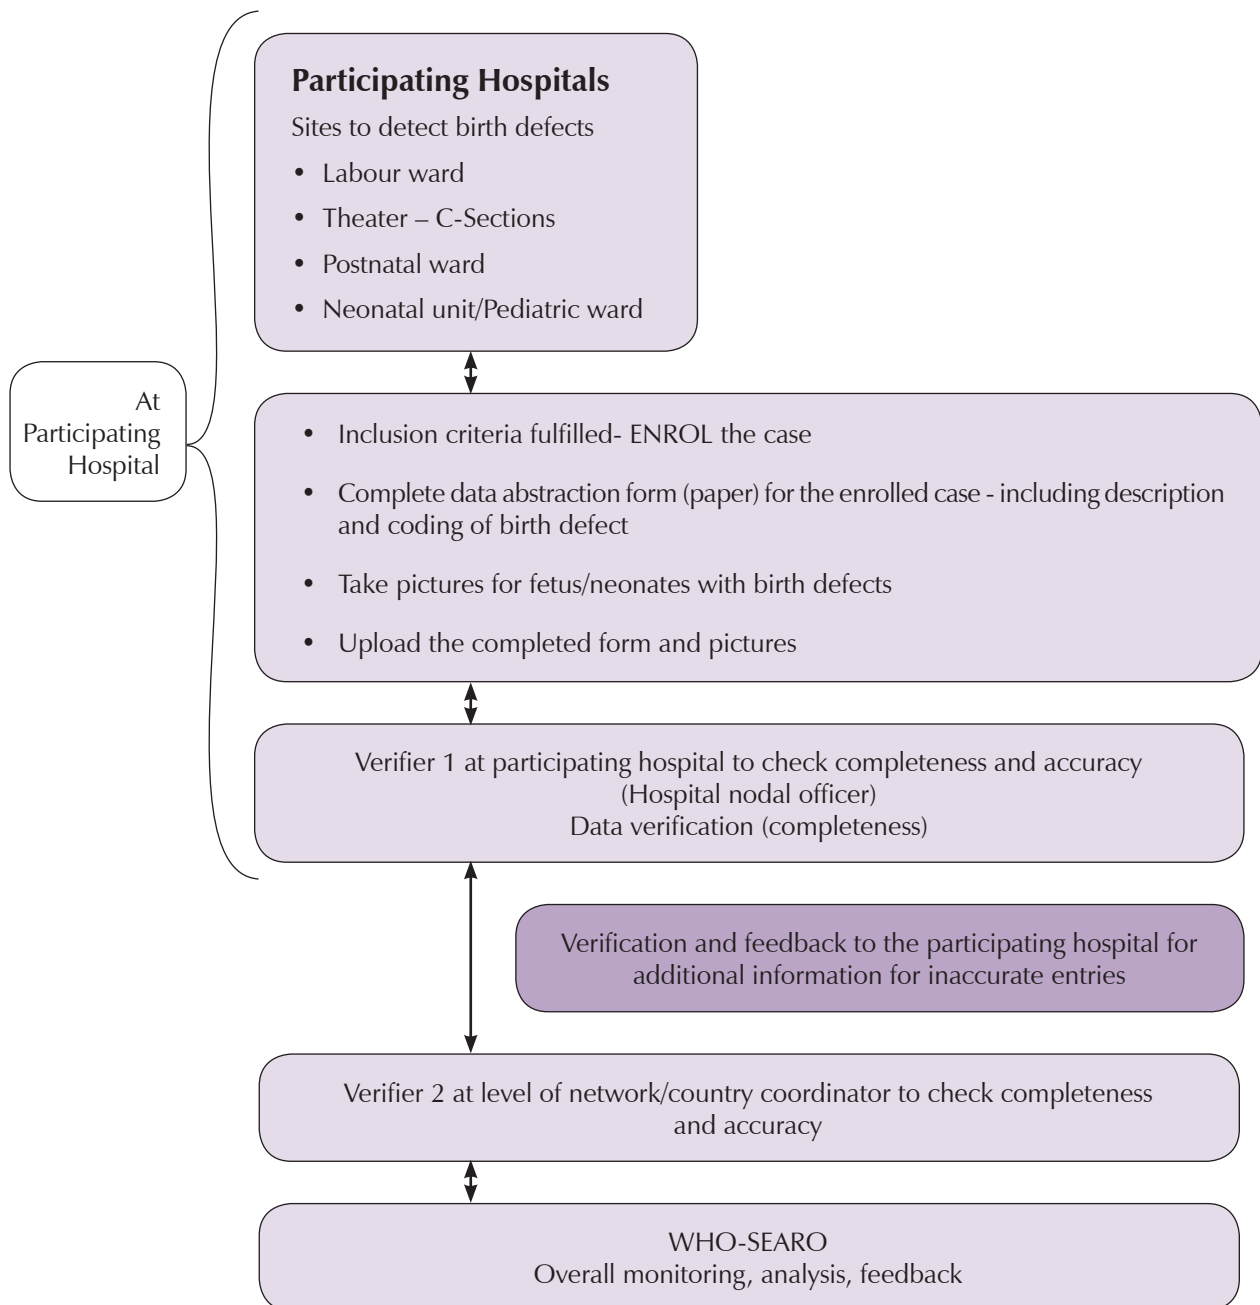 Participating Hospitals
Sites to detect birth defects
• Labour ward
• Theater – C-Sections
• Postnatal ward
• Neonatal unit/Pediatric ward
At
Participating
Hospital
• Inclusion criteria fulfilled- ENROL the case
• Complete data abstraction form (paper) for the enrolled case - including description
and coding of birth defect
• Take pictures for fetus/neonates with birth defects
• Upload the completed form and pictures
Verifier 1 at participating hospital to check completeness and accuracy
(Hospital nodal officer)
Data verification (completeness)
Verification and feedback to the participating hospital for
additional information for inaccurate entries
Verifier 2 at level of network/country coordinator to check completeness
and accuracy
WHO-SEARO
Overall monitoring, analysis, feedback